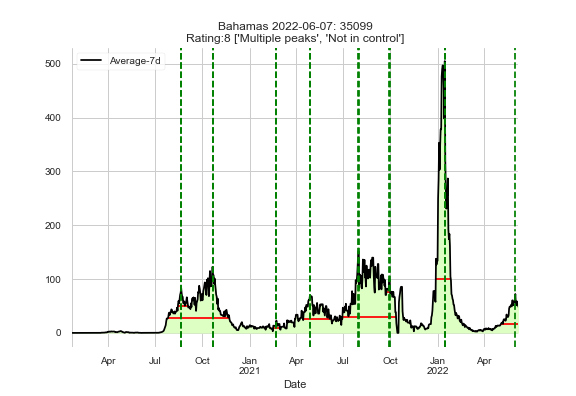 Bahamas 2022-06-07: 35099
Rating:8 ['Multiple peaks', 'Not in control']
Average-7d
500
400
300
200
100
0
Apr Jul Oct Jan Apr Jul Oct Jan Apr
2021 2022
Date